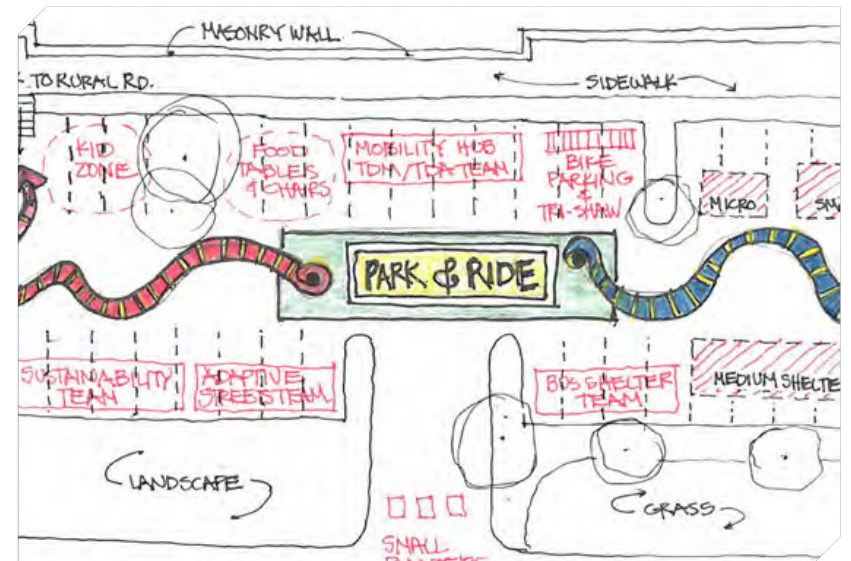 MASONRY WALL
TO RURAL RD.
SIDEWALK
KID
ZONE
FOOD
TABLES
& CHAIRS
MOBILITY HUB
TDM/TDA TEAM
BIKE
PARKING
&
TRI-SHAW
MICRO
PARK & RIDE
SUSTAINABILITY
TEAM
ADAPTIVE
STREETS TEAM
BUS SHELTER
TEAM
MEDIUM SHELTE
LANDSCAPE
GRASS
SMALL